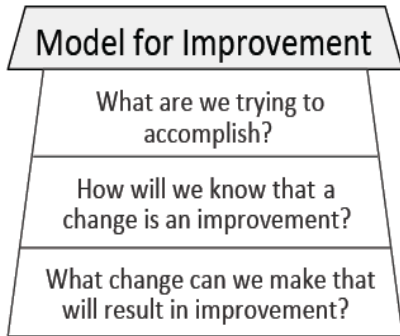 Model for Improvement
What are we trying to
accomplish?
How will we know that a
change is an improvement?
What change can we make that
will result in improvement?